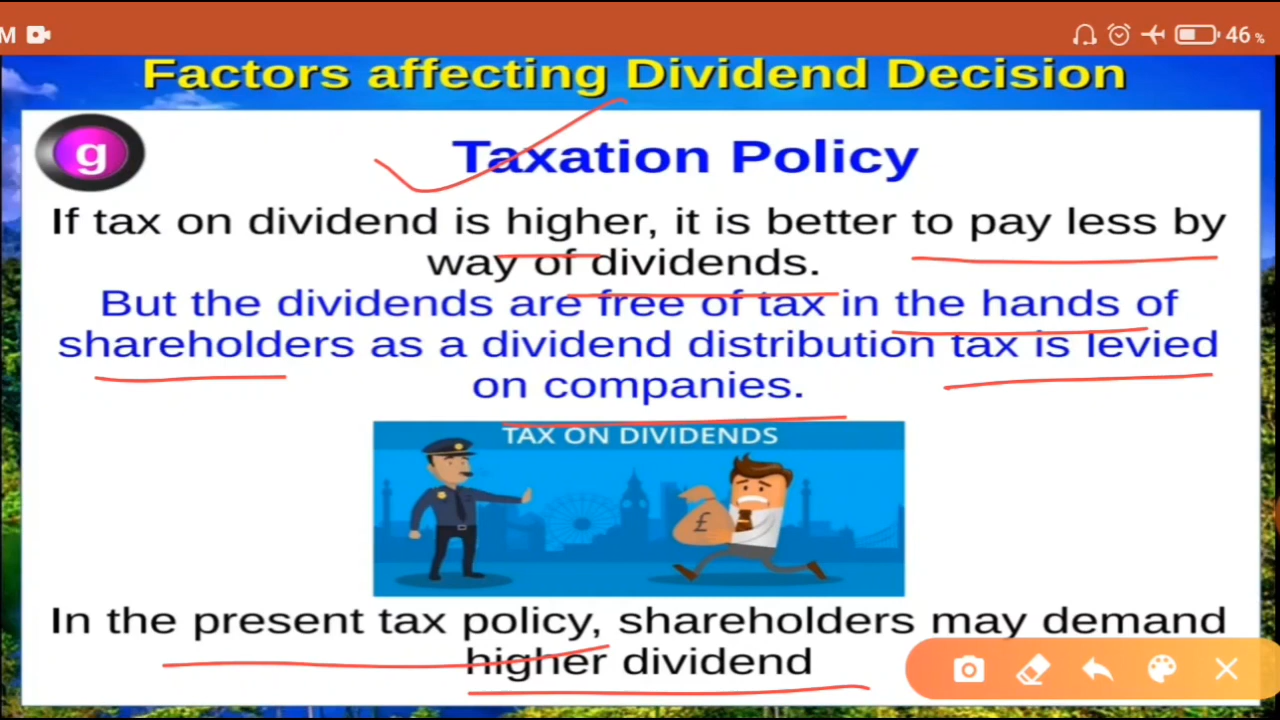 M 46 %
Factors affecting Dividend Decision
g
Taxation Policy
If tax on dividend is higher, it is better to pay less by
way of dividends.
But the dividends are free of tax in the hands of
shareholders as a dividend distribution tax is levied
on companies.
TAX ON DIVIDENDS
£
In the present tax policy, shareholders may demand
higher dividend